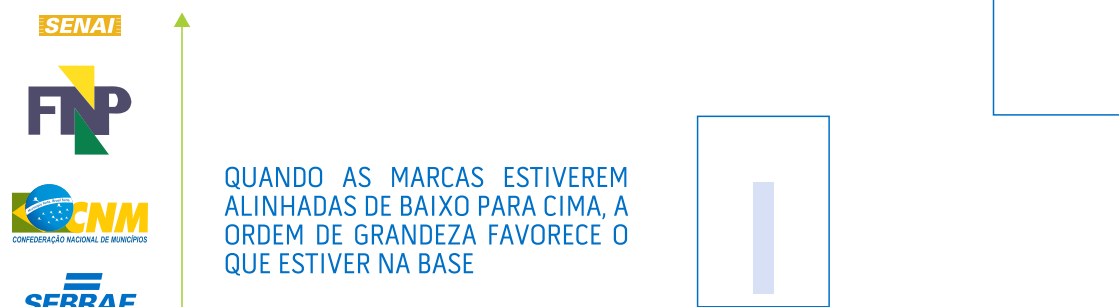 SENAI
FNP
CNM
CONFEDERAÇÃO NACIONAL DE MUNICÍPIOS
SEBRAE
QUANDO AS MARCAS ESTIVEREM
ALINHADAS DE BAIXO PARA CIMA, A
ORDEM DE GRANDEZA FAVORECE O
QUE ESTIVER NA BASE